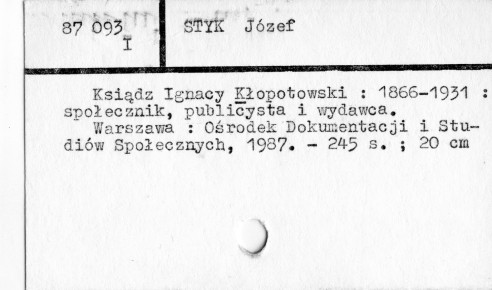 87 093 STYK Józef
I
Ksiądz Ignacy Kłopotowski : 1866-1931 :
społecznik, publicysta i wydawca.
Warszawa : Ośrodek Dokumentacji i Stu-
diów Społecznych, 1987. - 245 s. ; 20 cm